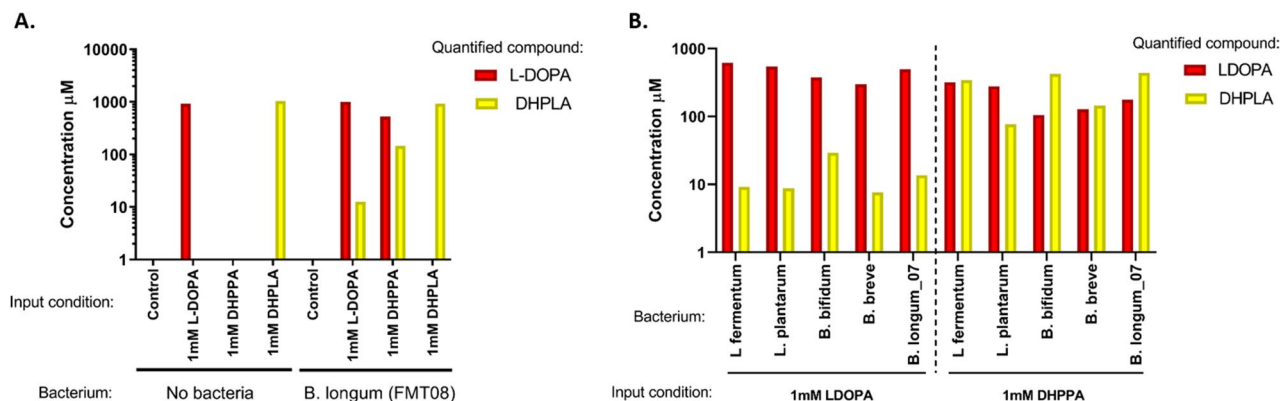 A.
Quantified compound:
L-DOPA
DHPLA
Concentration μM
10000
1000
100
10
1
Input condition:
Control
1mM L-DOPA
1mM DHPPA
1mM DHPLA
Control
1mM L-DOPA
1mM DHPPA
1mM DHPLA
Bacterium:
No bacteria
B. longum (FMT08)
B.
Quantified compound:
LDOPA
DHPLA
Concentration μM
1000
100
10
1
Bacterium:
L fermentum
L. plantarum
B. bifidum
B. breve
B. longum_07
L fermentum
L. plantarum
B. bifidum
B. breve
B. longum_07
Input condition:
1mM LDOPA
1mM DHPPA